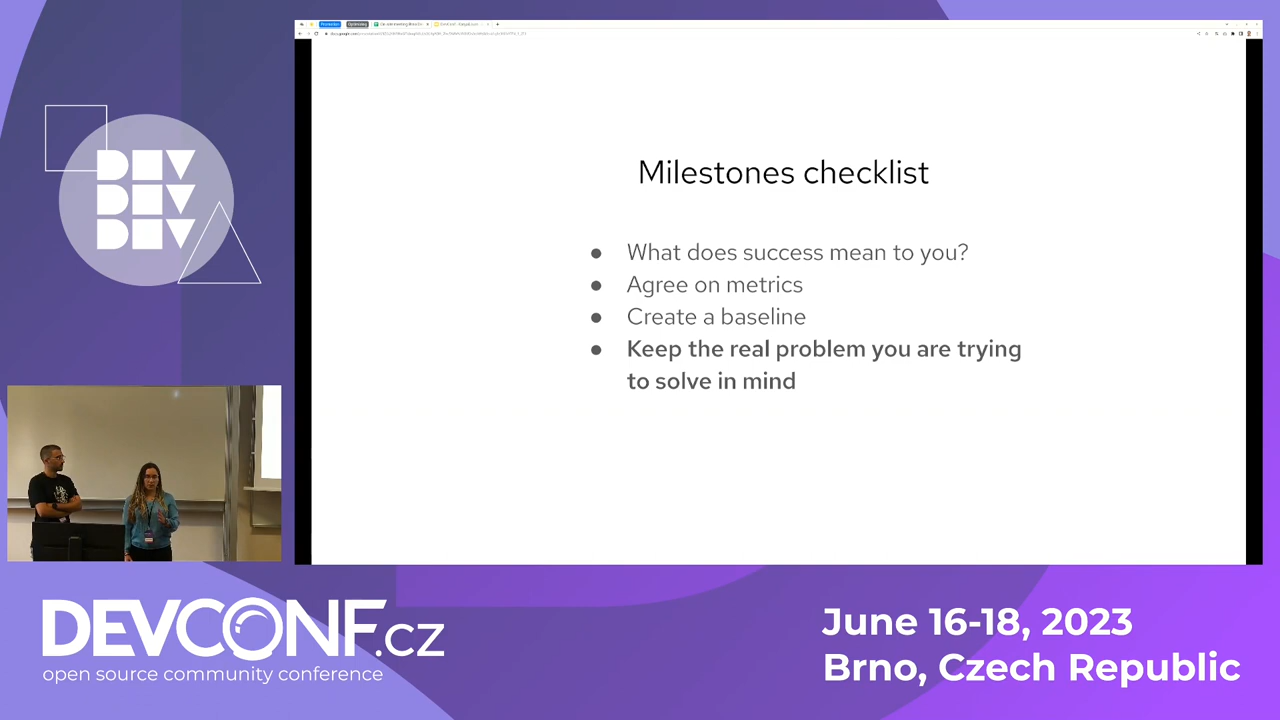 DEV
DEV
DEV
Milestones checklist
● What does success mean to you?
● Agree on metrics
● Create a baseline
● Keep the real problem you are trying
to solve in mind
DEVCONF.cz
open source community conference
June 16-18, 2023
Brno, Czech Republic